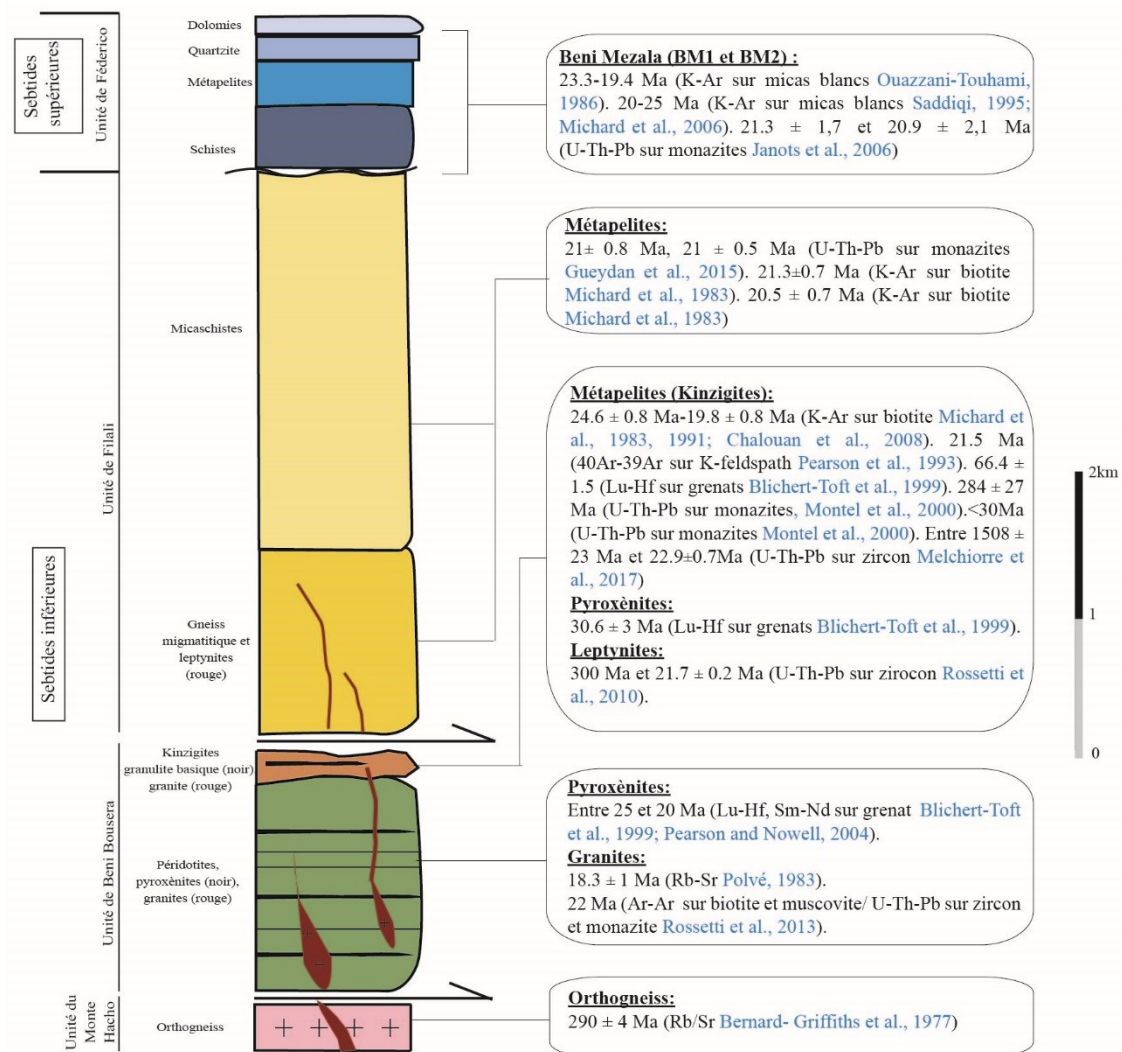 Sebtides
supérieures
Unité de Féderico
Dolomies
Quartzite
Métapelites
Schistes
Beni Mezala (BM1 et BM2) :
23.3-19.4 Ma (K-Ar sur micas blancs Ouazzani-Touhami,
1986). 20-25 Ma (K-Ar sur micas blancs Saddiqi, 1995;
Michard et al., 2006). 21.3 ± 1,7 et 20.9 ± 2,1 Ma
(U-Th-Pb sur monazites Janots et al., 2006)
Sebtides inférieures
Unité de Filali
Micaschistes
Métapelites:
21± 0.8 Ma, 21 ± 0.5 Ma (U-Th-Pb sur monazites
Gueydan et al., 2015). 21.3±0.7 Ma (K-Ar sur biotite
Michard et al., 1983). 20.5 ± 0.7 Ma (K-Ar sur biotite
Michard et al., 1983)
Gneiss
migmatitique et
leptynites
(rouge)
Métapelites (Kinzigites):
24.6 ± 0.8 Ma-19.8 ± 0.8 Ma (K-Ar sur biotite Michard et
al., 1983, 1991; Chalouan et al., 2008). 21.5 Ma
(40Ar-39Ar sur K-feldspath Pearson et al., 1993). 66.4 ±
1.5 (Lu-Hf sur grenats Blichert-Toft et al., 1999). 284 ± 27
Ma (U-Th-Pb sur monazites, Montel et al., 2000).<30Ma
(U-Th-Pb sur monazites Montel et al., 2000). Entre 1508 ±
23 Ma et 22.9±0.7Ma (U-Th-Pb sur zircon Melchiorre et
al., 2017)
Pyroxènites:
30.6 ± 3 Ma (Lu-Hf sur grenats Blichert-Toft et al., 1999).
Leptynites:
300 Ma et 21.7 ± 0.2 Ma (U-Th-Pb sur zirocon Rossetti et
al., 2010).
2km
1
0
Unité de Beni Bousera
Kinzigites
granulite basique (noir)
granite (rouge)
Péridotites,
pyroxènites (noir),
granites (rouge)
Pyroxènites:
Entre 25 et 20 Ma (Lu-Hf, Sm-Nd sur grenat Blichert-Toft
et al., 1999; Pearson and Nowell, 2004).
Granites:
18.3 ± 1 Ma (Rb-Sr Polvé, 1983).
22 Ma (Ar-Ar sur biotite et muscovite/ U-Th-Pb sur zircon
et monazite Rossetti et al., 2013).
Unité du
Monte
Hacho
Orthogneiss
Orthogneiss:
290 ± 4 Ma (Rb/Sr Bernard- Griffiths et al., 1977)